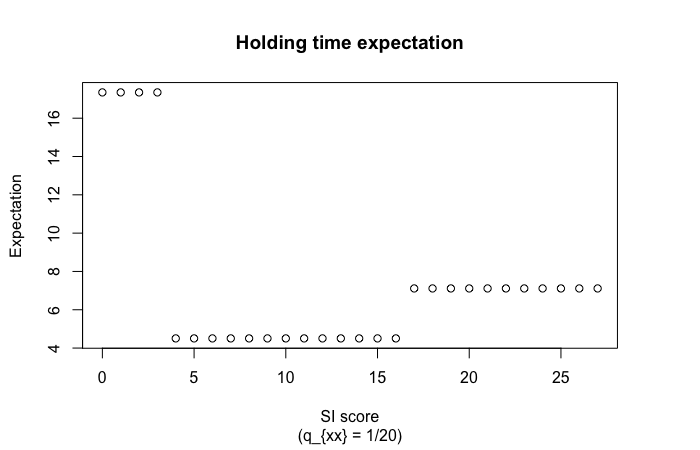 Holding time expectation
Expectation
16
14
12
10
8
6
4
0 5 10 15 20 25
SI score
(q_{xx} = 1/20)